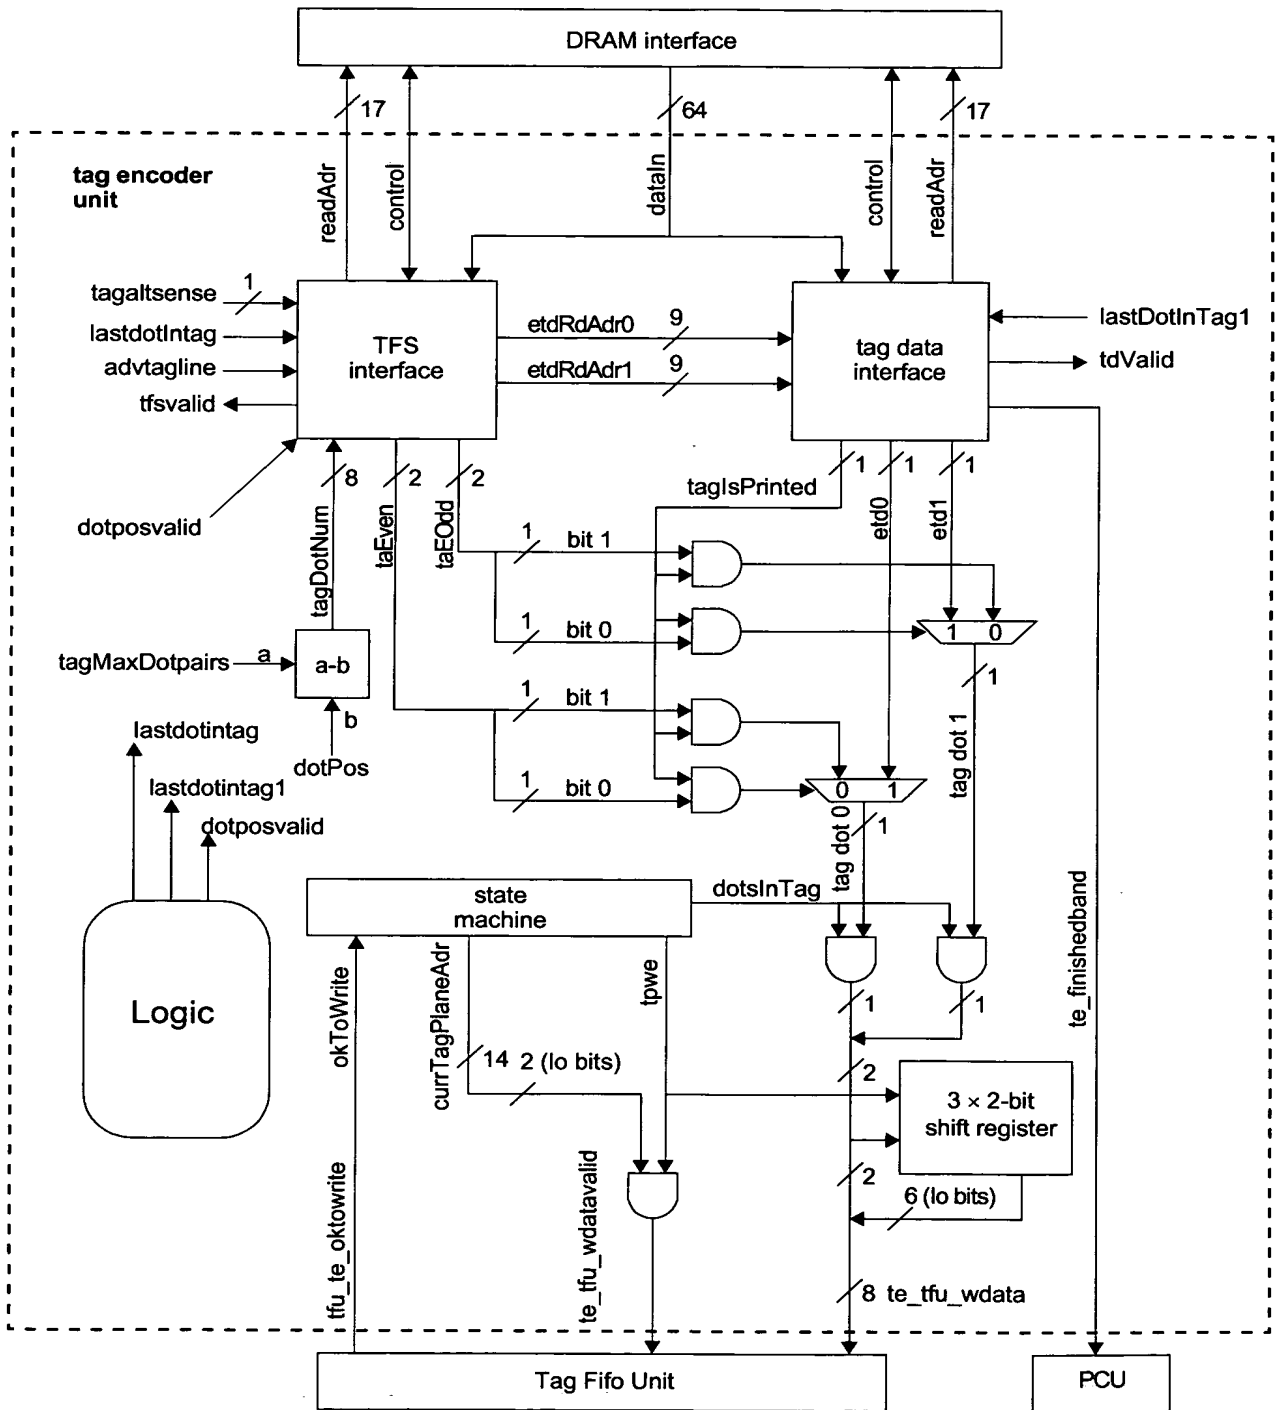 DRAM interface
17
64
17
tag encoder
unit
readAdr
control
dataIn
control
readAdr
tagaltsense
1
lastdotIntag
advtagline
tfsvalid
dotposvalid
TFS
interface
etdRdAdr0
9
etdRdAdr1
9
tag data
interface
lastDotInTag1
tdValid
8
2
2
1
1
1
tagIsPrinted
tagDotNum
taEven
taEOdd
etd0
etd1
1
bit 1
1
bit 0
1 0
1
tagMaxDotpairs
a
a-b
b
dotPos
1
bit 1
1
bit 0
0 1
1
tag dot 0
tag dot 1
lastdotintag
lastdotintag1
dotposvalid
Logic
state
machine
dotsInTag
okToWrite
currTagPlaneAdr
tpwe
te_finishedband
1
1
14
2 (lo bits)
2
3 × 2-bit
shift register
2
6 (lo bits)
tfu_te_oktowrite
te_tfu_wdatavalid
8 te_tfu_wdata
Tag Fifo Unit
PCU